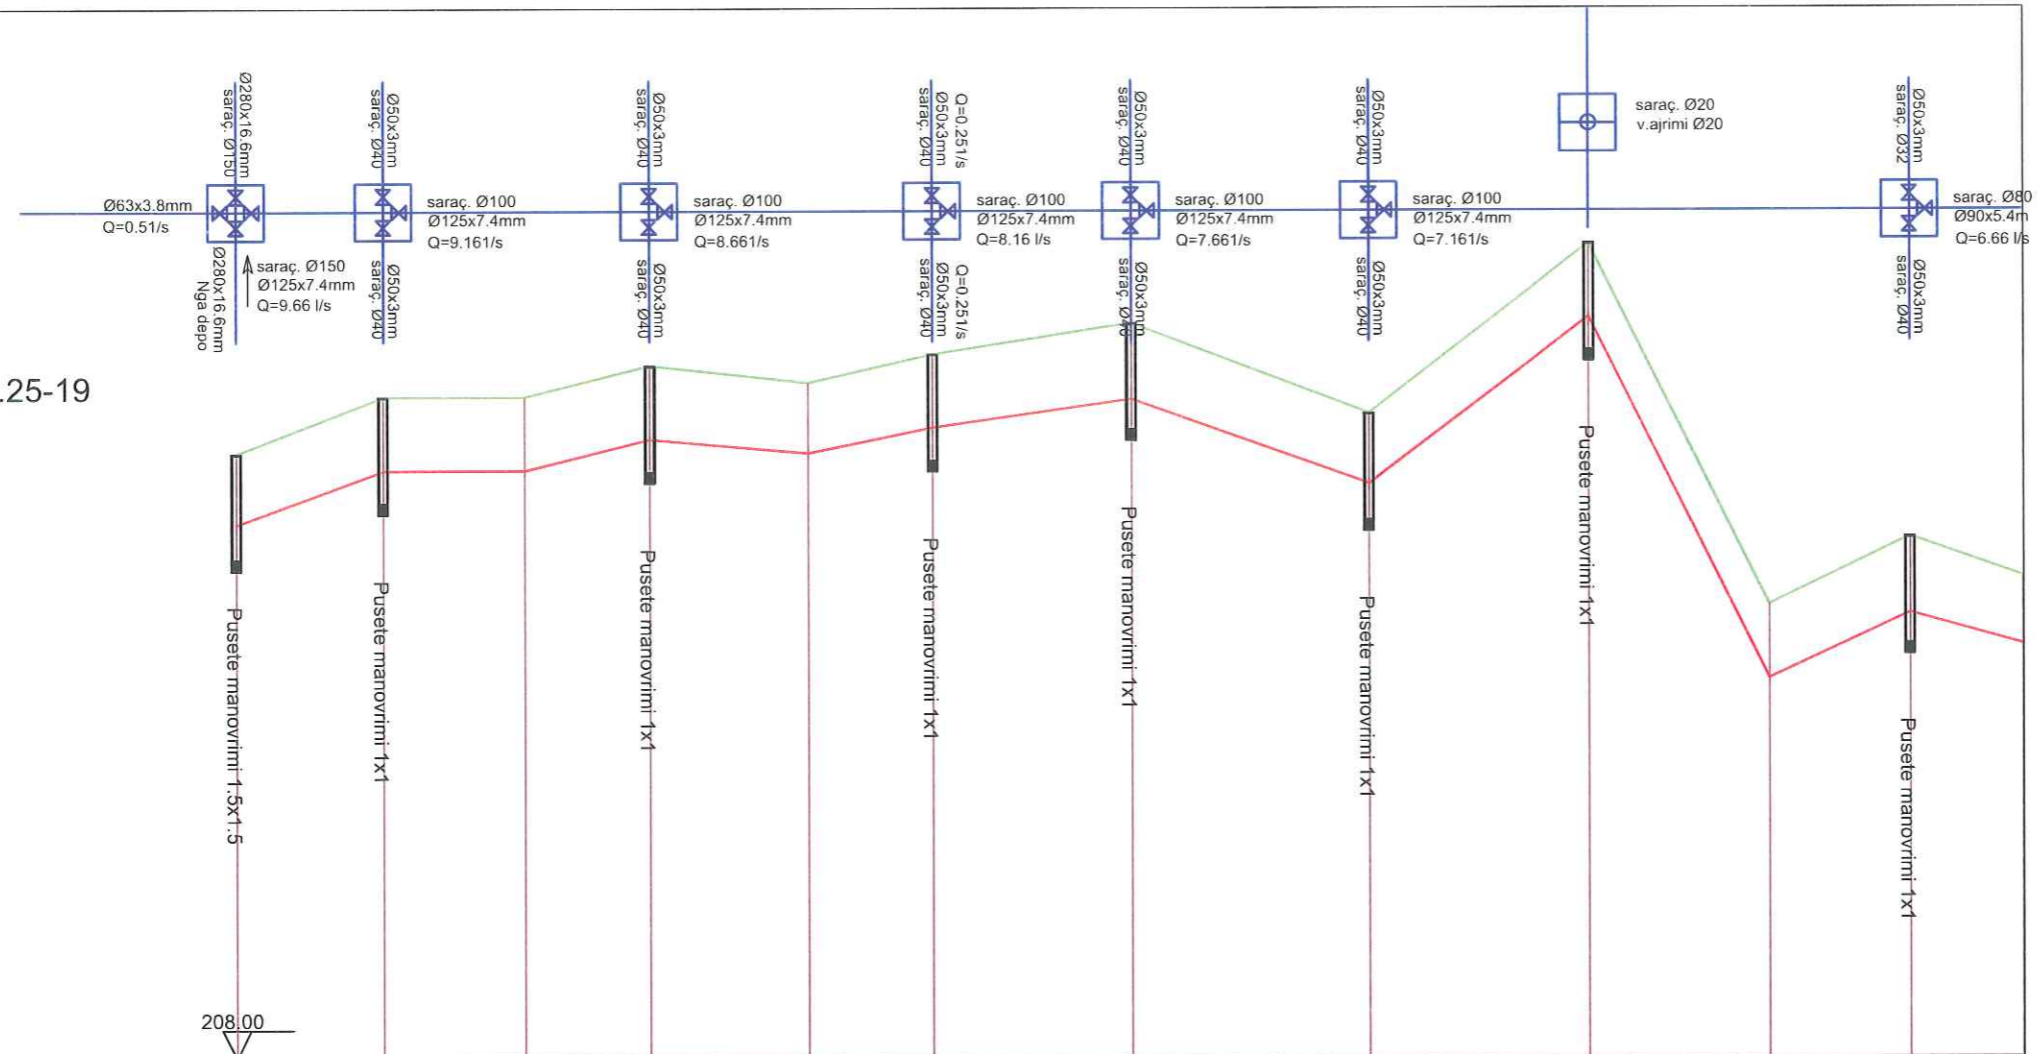 Ø280x16.6mm
saraç. Ø150
Ø63x3.8mm
Q=0.51/s
Ø280x16.6mm
Nga depo
saraç. Ø150
Ø125x7.4mm
Q=9.66 l/s
Ø50x3mm
saraç. Ø40
saraç. Ø100
Ø125x7.4mm
Q=9.161/s
Ø50x3mm
saraç. Ø40
Ø50x3mm
saraç. Ø40
saraç. Ø100
Ø125x7.4mm
Q=8.661/s
Ø50x3mm
saraç. Ø40
Q=0.251/s
Ø50x3mm
saraç. Ø40
saraç. Ø100
Ø125x7.4mm
Q=8.16 l/s
Q=0.251/s
Ø50x3mm
saraç. Ø40
Ø50x3mm
saraç. Ø40
saraç. Ø100
Ø125x7.4mm
Q=7.661/s
Ø50x3mm
saraç. Ø40
Ø50x3mm
saraç. Ø40
saraç. Ø100
Ø125x7.4mm
Q=7.161/s
Ø50x3mm
saraç. Ø40
saraç. Ø20
v.ajrimi Ø20
Ø50x3mm
saraç. Ø32
saraç. Ø80
Ø90x5.4m
Q=6.66 l/s
Ø50x3mm
saraç. Ø40
.25-19
Pusete manovrimi 1.5x1.5
Pusete manovrimi 1x1
Pusete manovrimi 1x1
Pusete manovrimi 1x1
Pusete manovrimi 1x1
Pusete manovrimi 1x1
Pusete manovrimi 1x1
Pusete manovrimi 1x1
208.00